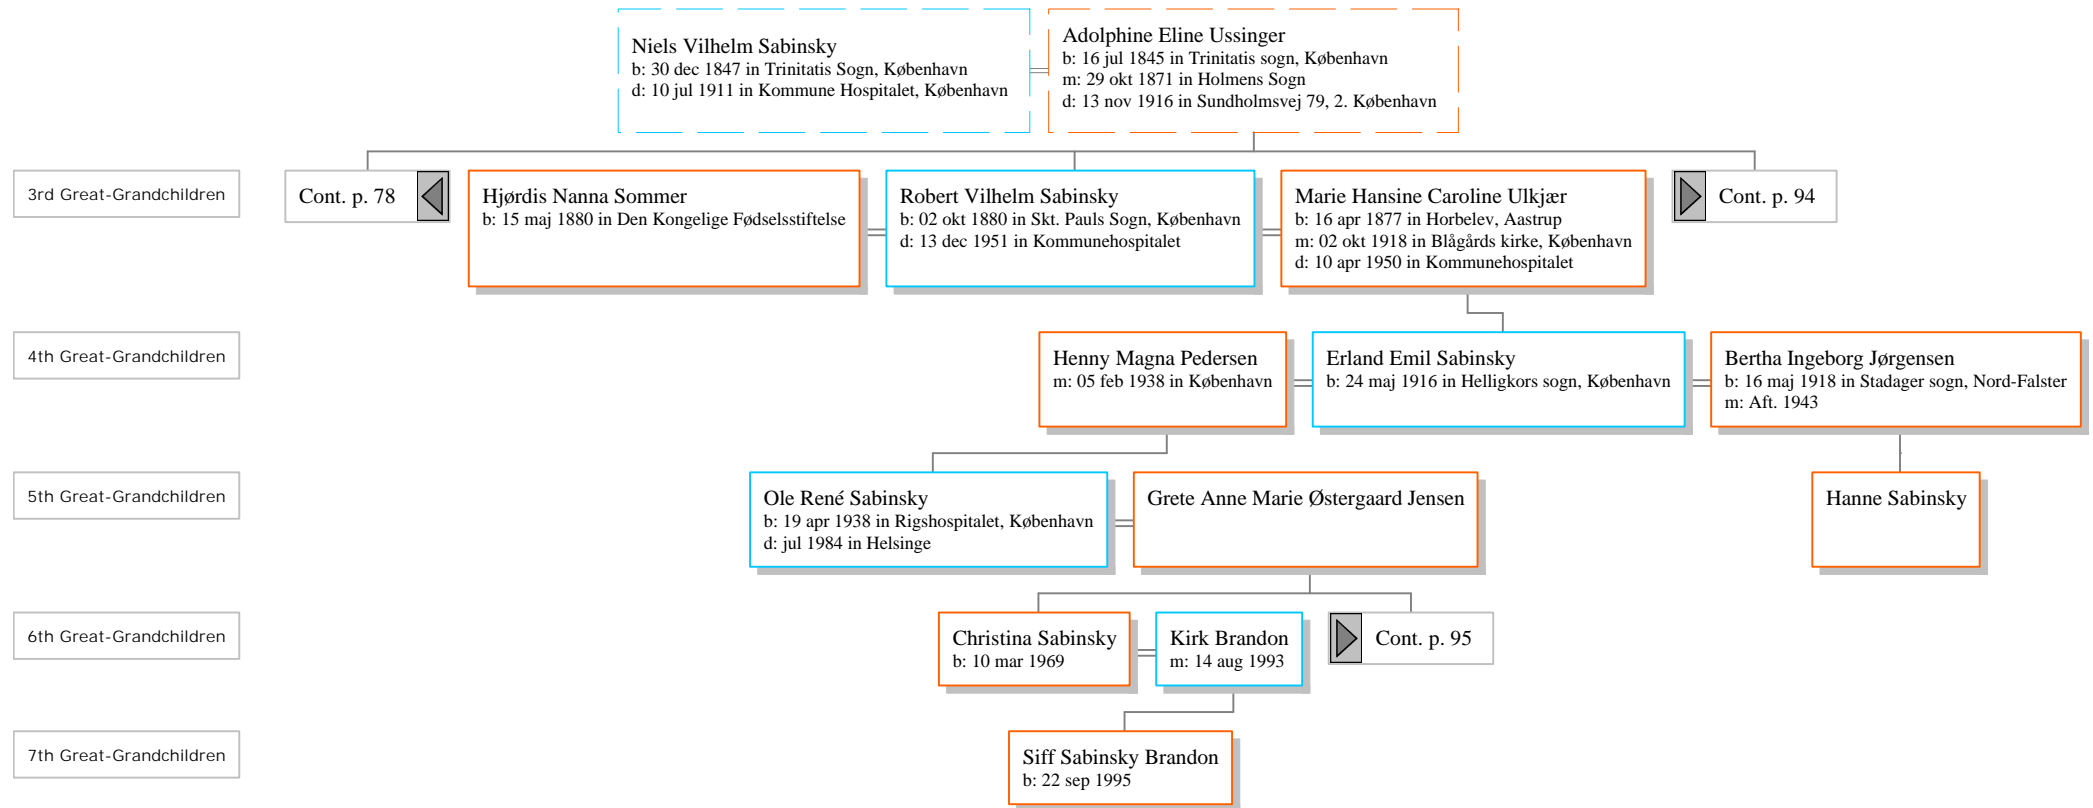 Niels Vilhelm Sabinsky
b: 30 dec 1847 in Trinitatis Sogn, København
d: 10 jul 1911 in Kommune Hospitalet, København
Adolphine Eline Ussinger
b: 16 jul 1845 in Trinitatis sogn, København
m: 29 okt 1871 in Holmens Sogn
d: 13 nov 1916 in Sundholmsvej 79, 2. København
3rd Great-Grandchildren
Cont. p. 78
Hjørdis Nanna Sommer
b: 15 maj 1880 in Den Kongelige Fødselsstiftelse
Robert Vilhelm Sabinsky
b: 02 okt 1880 in Skt. Pauls Sogn, København
d: 13 dec 1951 in Kommunehospitalet
Marie Hansine Caroline Ulkjær
b: 16 apr 1877 in Horbelev, Aastrup
m: 02 okt 1918 in Blågårds kirke, København
d: 10 apr 1950 in Kommunehospitalet
Cont. p. 94
4th Great-Grandchildren
Henny Magna Pedersen
m: 05 feb 1938 in København
Erland Emil Sabinsky
b: 24 maj 1916 in Helligkors sogn, København
Bertha Ingeborg Jørgensen
b: 16 maj 1918 in Stadager sogn, Nord-Falster
m: Aft. 1943
5th Great-Grandchildren
Ole René Sabinsky
b: 19 apr 1938 in Rigshospitalet, København
d: jul 1984 in Helsinge
Grete Anne Marie Østergaard Jensen
Hanne Sabinsky
6th Great-Grandchildren
Christina Sabinsky
b: 10 mar 1969
Kirk Brandon
m: 14 aug 1993
Cont. p. 95
7th Great-Grandchildren
Siff Sabinsky Brandon
b: 22 sep 1995